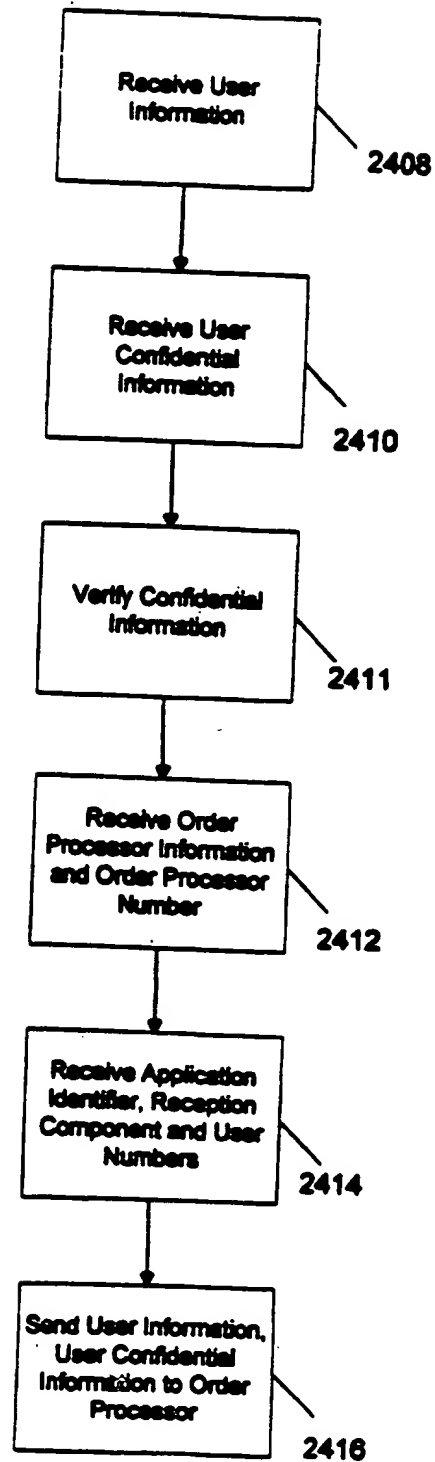 Receive User
Information
2408
Receive User
Confidential
Information
2410
Verify Confidential
Information
2411
Receive Order
Processor Information
and Order Processor
Number
2412
Receive Application
Identifier, Reception
Component and User
Numbers
2414
Send User Information,
User Confidential
Information to Order
Processor
2416